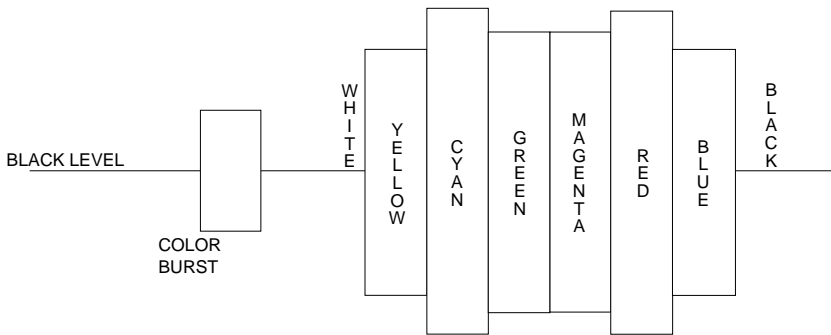 BLACK LEVEL
COLOR
BURST
WHITE
YELLOW
CYAN
GREEN
MAGENTA
RED
BLUE
BLACK